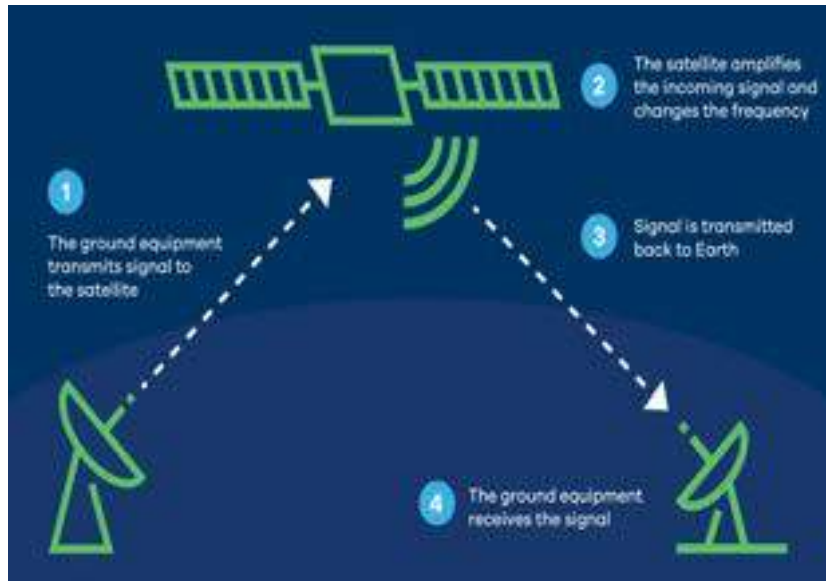 1
The ground equipment
transmits signal to
the satellite
2
The satellite amplifies
the incoming signal and
changes the frequency
3
Signal is transmitted
back to Earth
4
The ground equipment
receives the signal